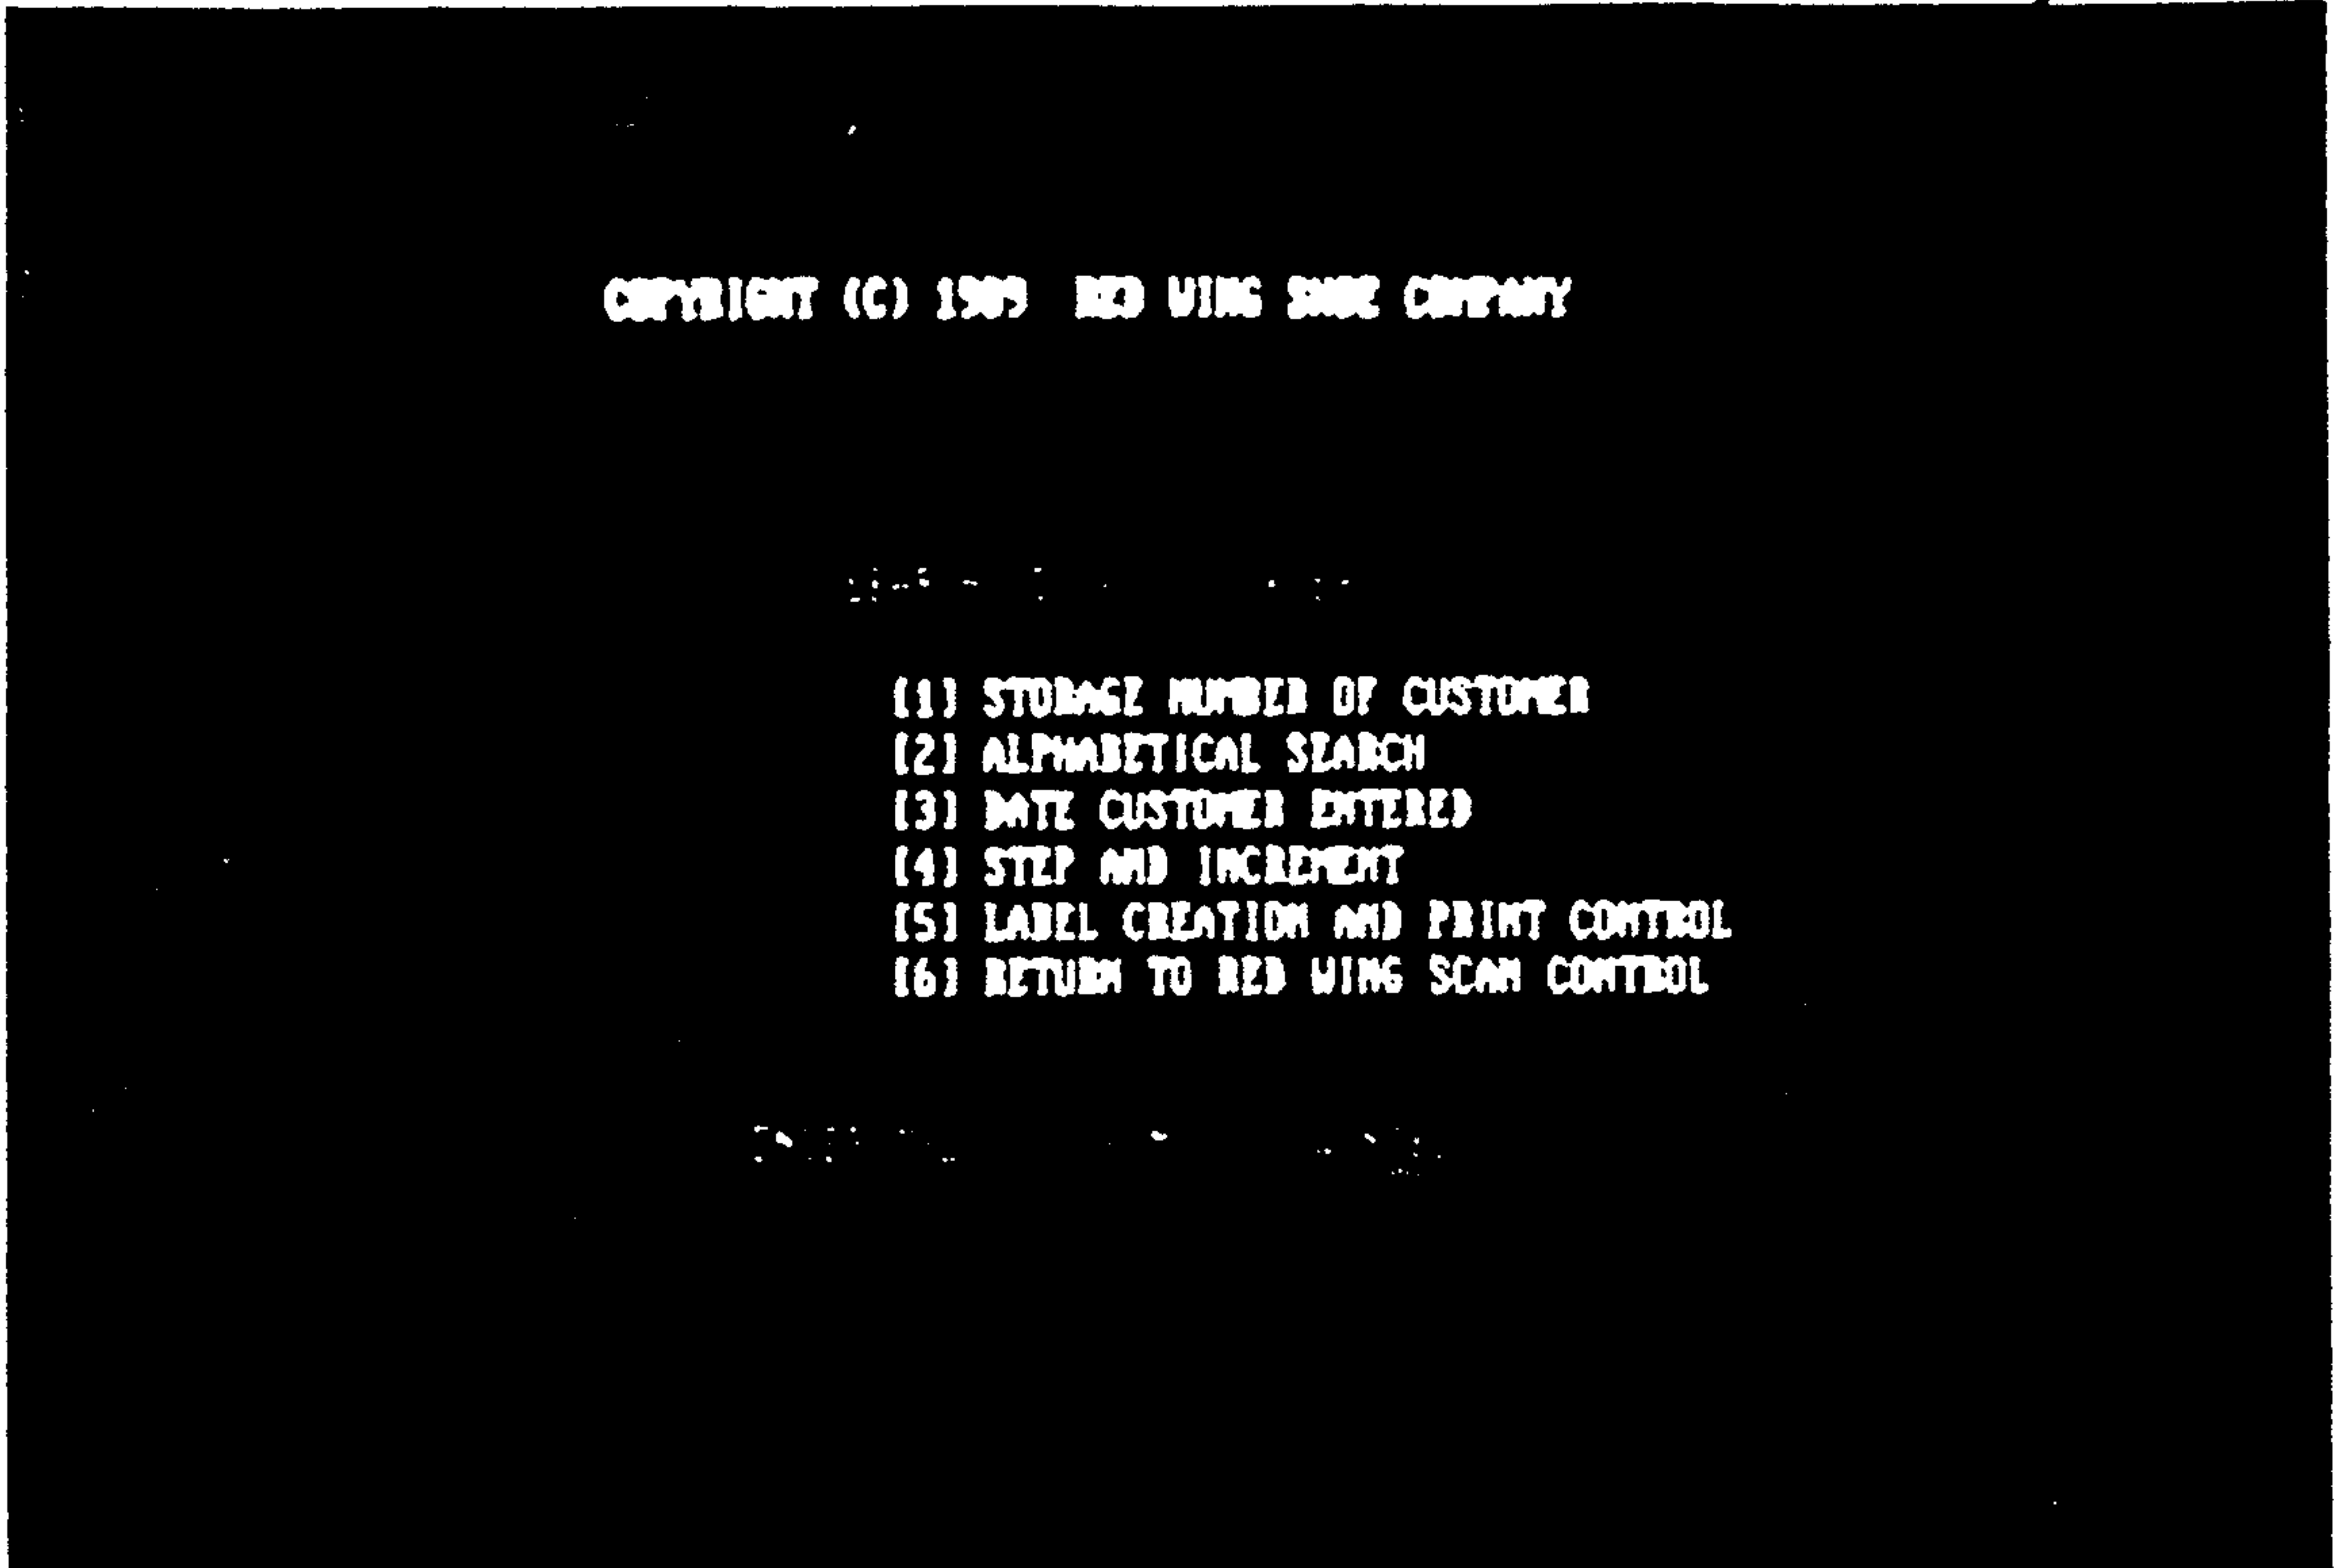 COPYRIGHT (C) 1989 RED WING SHOE COMPANY
(1) STORAGE NUMBER OF CUSTOMER
(2) ALPHABETICAL SEARCH
(3) DATE CUSTOMER ENTERED
(4) STEP AND INCREMENT
(5) LABEL CREATION AND PRINT CONTROL
(6) RETURN TO RED WING SCAN CONTROL